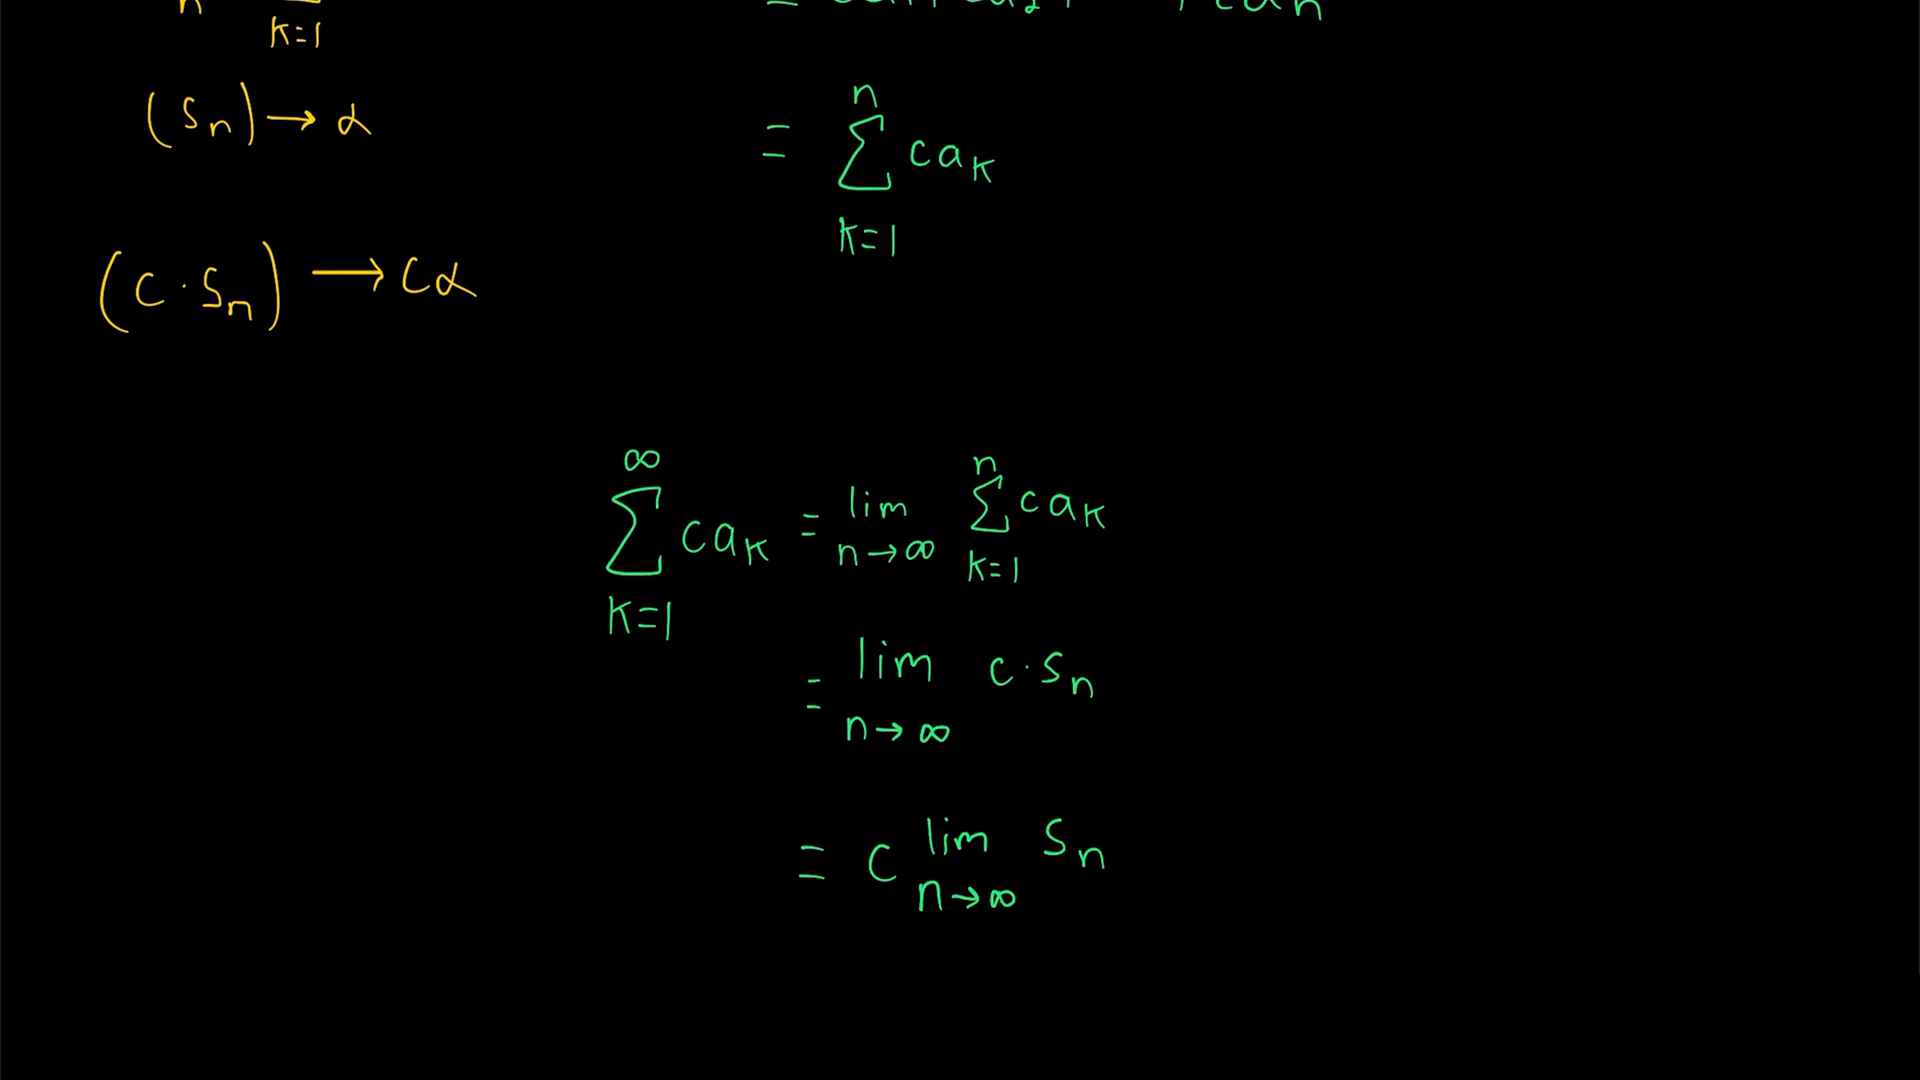 n
k=1
(Sₙ) → α
(C · Sₙ) → Cα
=
n
= ∑ caₖ
k=1
∞ n
∑ caₖ = lim ∑ caₖ
k=1 n→∞ k=1
= lim c · Sₙ
n→∞
= C lim Sₙ
n→∞